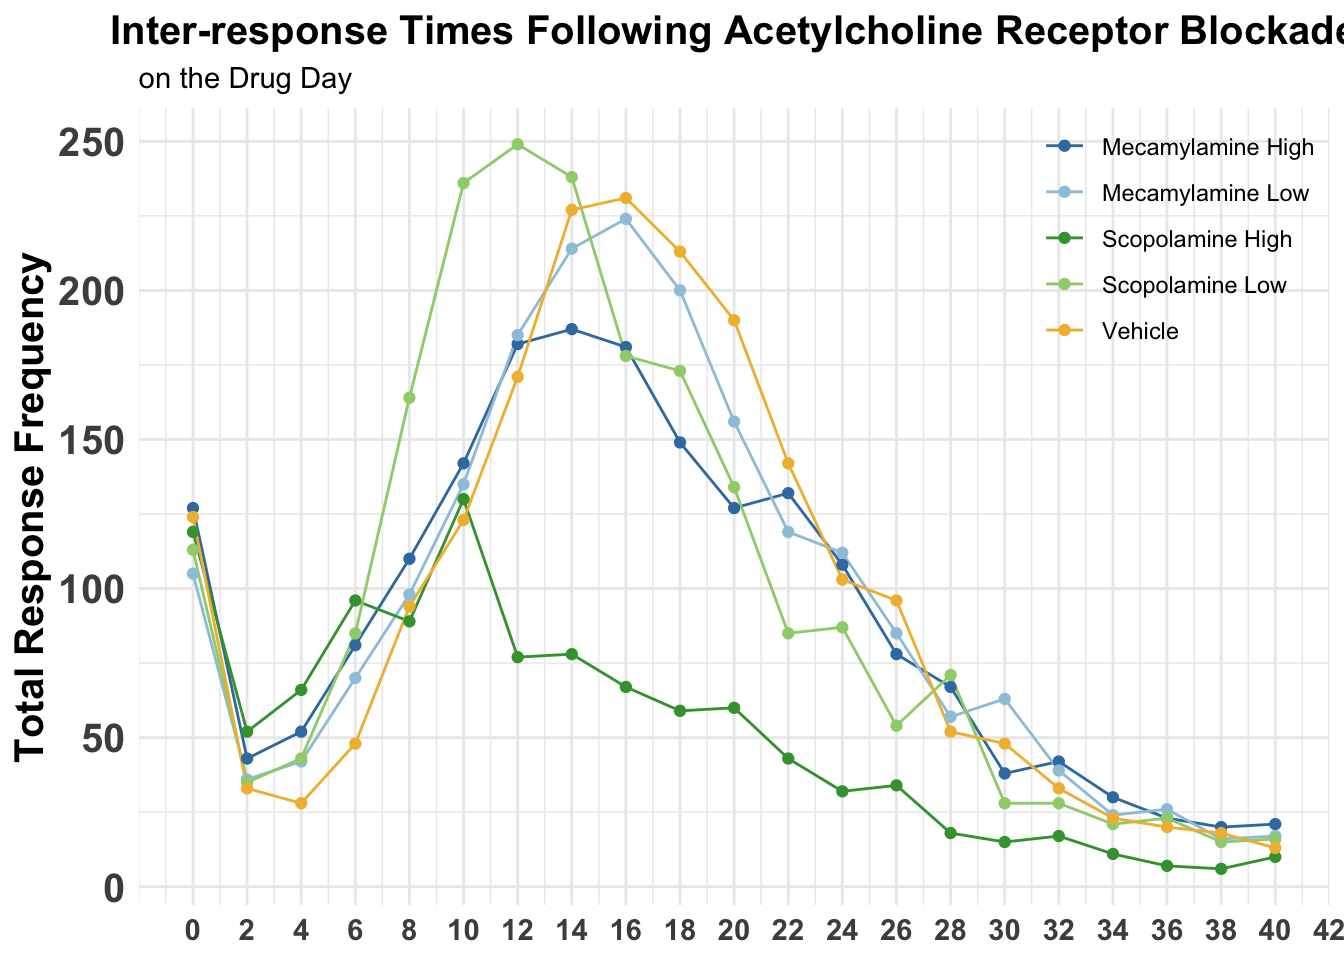 Inter-response Times Following Acetylcholine Receptor Blockade
on the Drug Day
Total Response Frequency
250
200
150
100
50
0
Mecamylamine High
Mecamylamine Low
Scopolamine High
Scopolamine Low
Vehicle
0 2 4 6 8 10 12 14 16 18 20 22 24 26 28 30 32 34 36 38 40 42